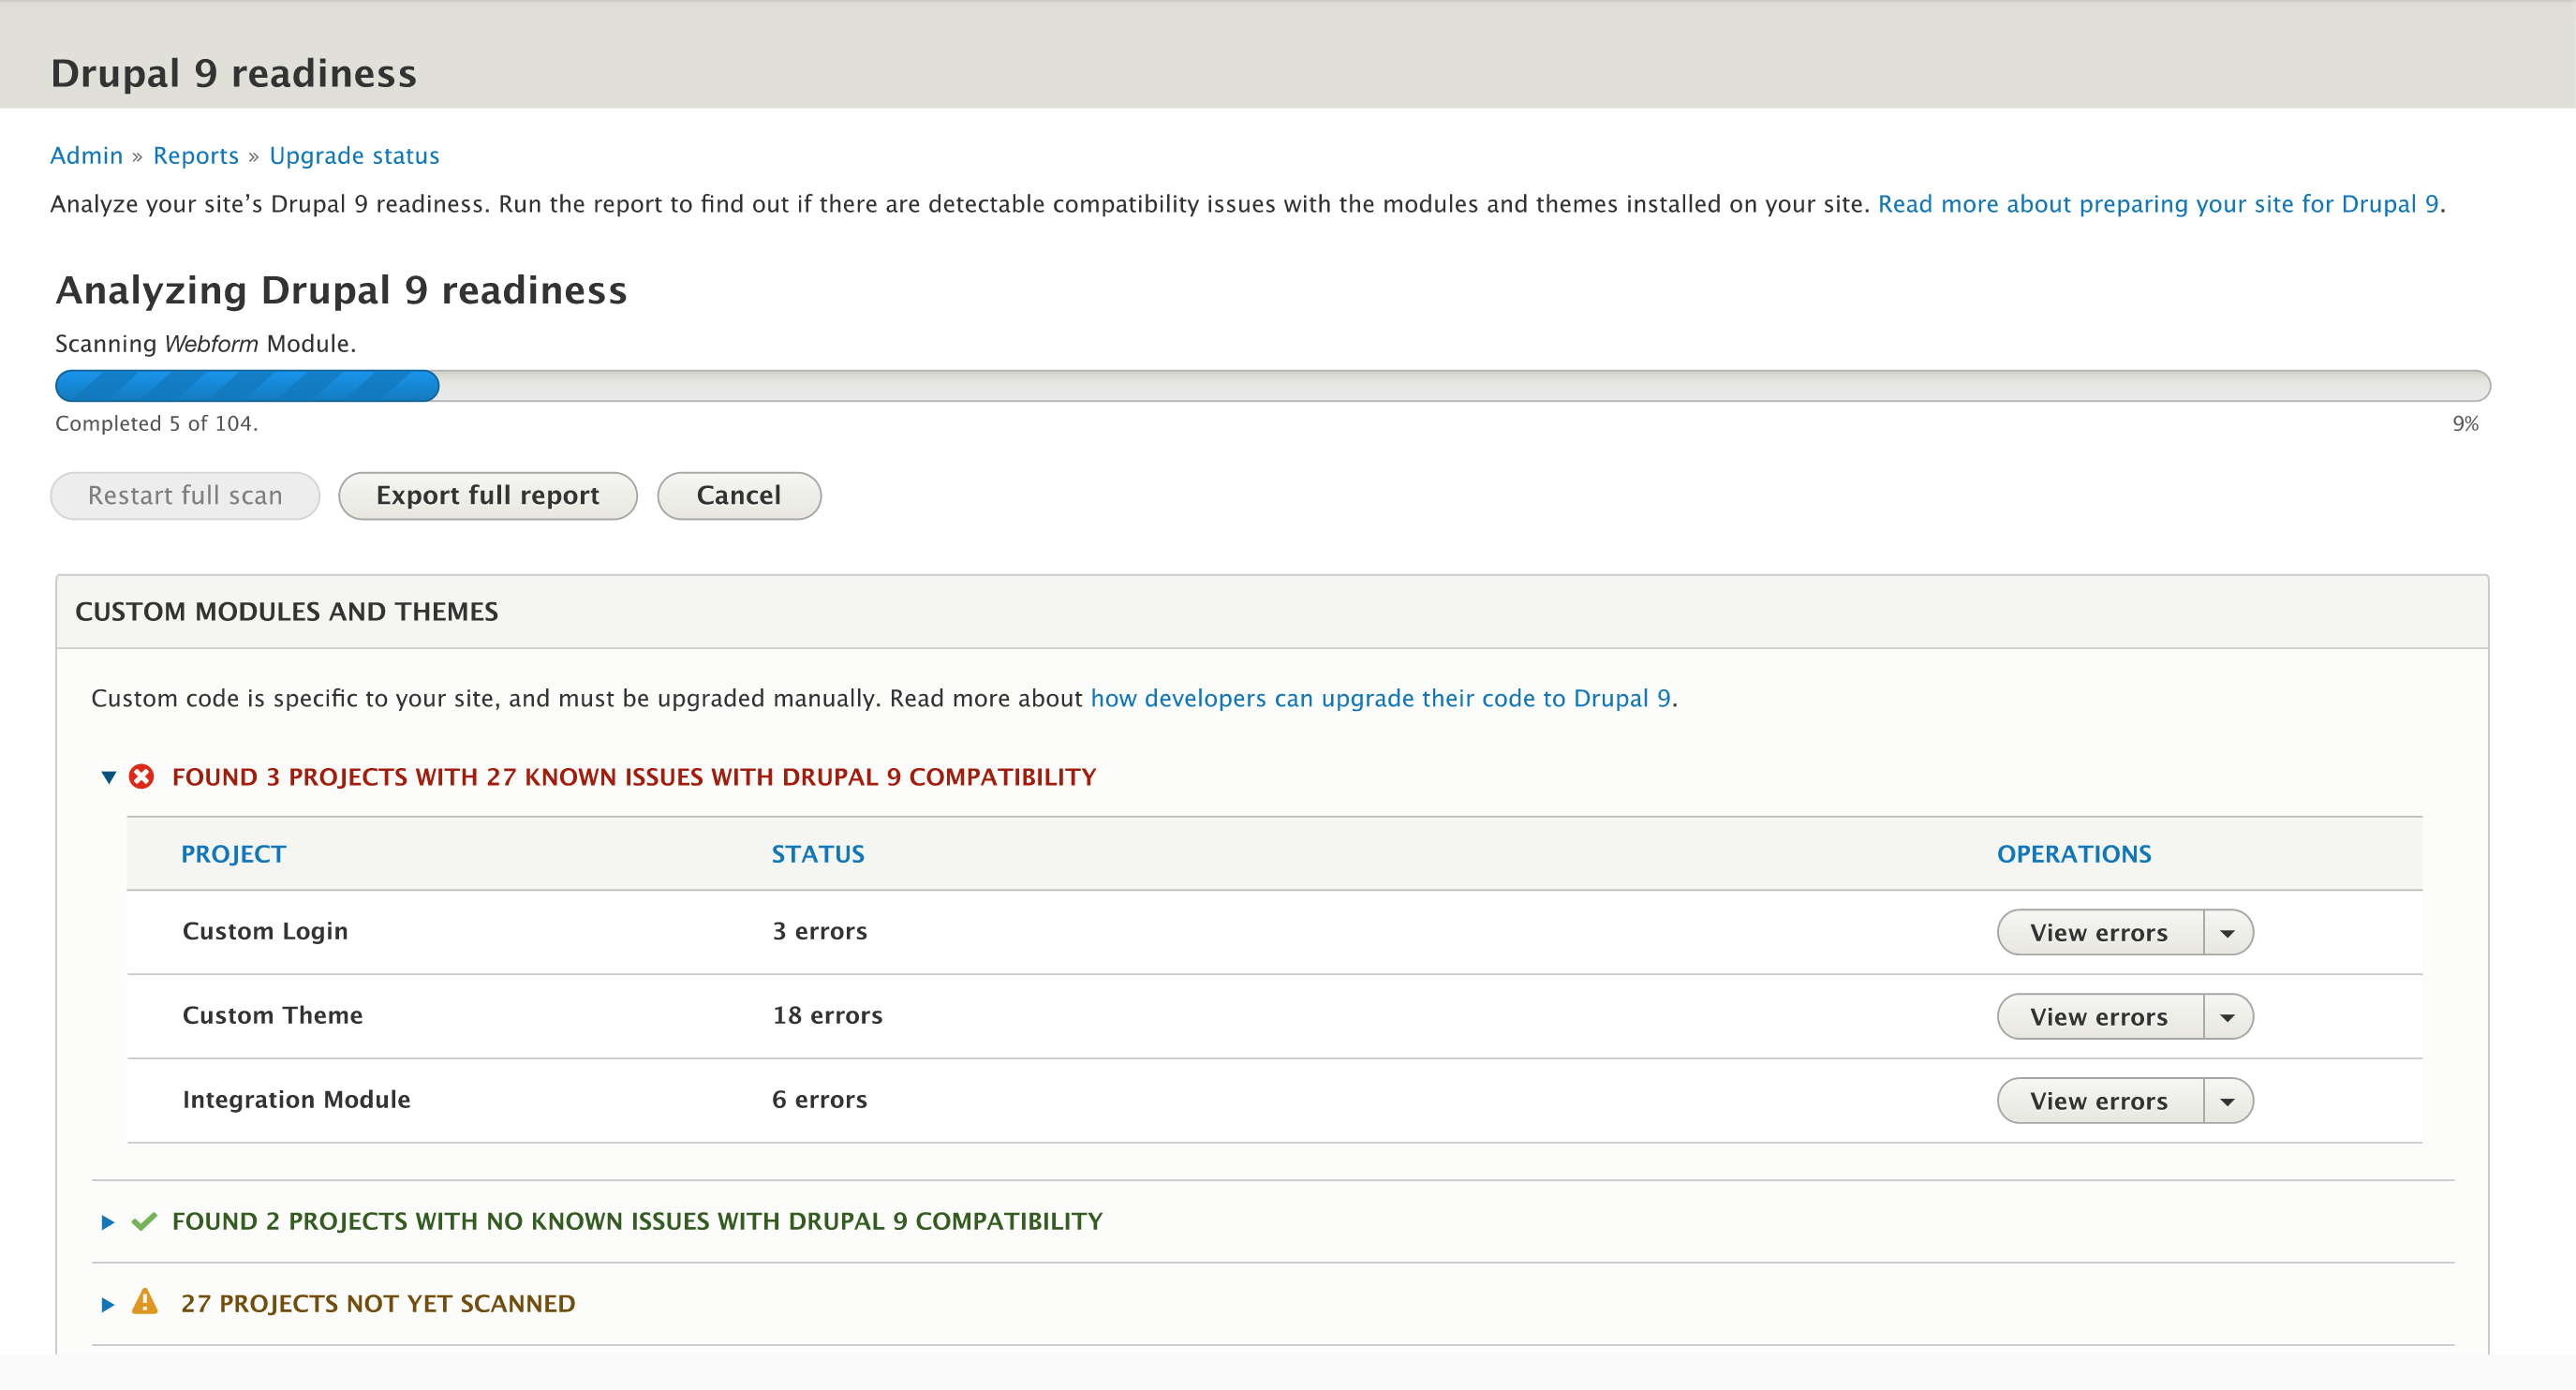 Drupal 9 readiness
Admin » Reports » Upgrade status
Analyze your site’s Drupal 9 readiness. Run the report to find out if there are detectable compatibility issues with the modules and themes installed on your site. Read more about preparing your site for Drupal 9.
Analyzing Drupal 9 readiness
Scanning Webform Module.
Completed 5 of 104. 9%
Restart full scan Export full report Cancel
CUSTOM MODULES AND THEMES
Custom code is specific to your site, and must be upgraded manually. Read more about how developers can upgrade their code to Drupal 9.
FOUND 3 PROJECTS WITH 27 KNOWN ISSUES WITH DRUPAL 9 COMPATIBILITY
PROJECT STATUS OPERATIONS
Custom Login 3 errors View errors
Custom Theme 18 errors View errors
Integration Module 6 errors View errors
FOUND 2 PROJECTS WITH NO KNOWN ISSUES WITH DRUPAL 9 COMPATIBILITY
27 PROJECTS NOT YET SCANNED